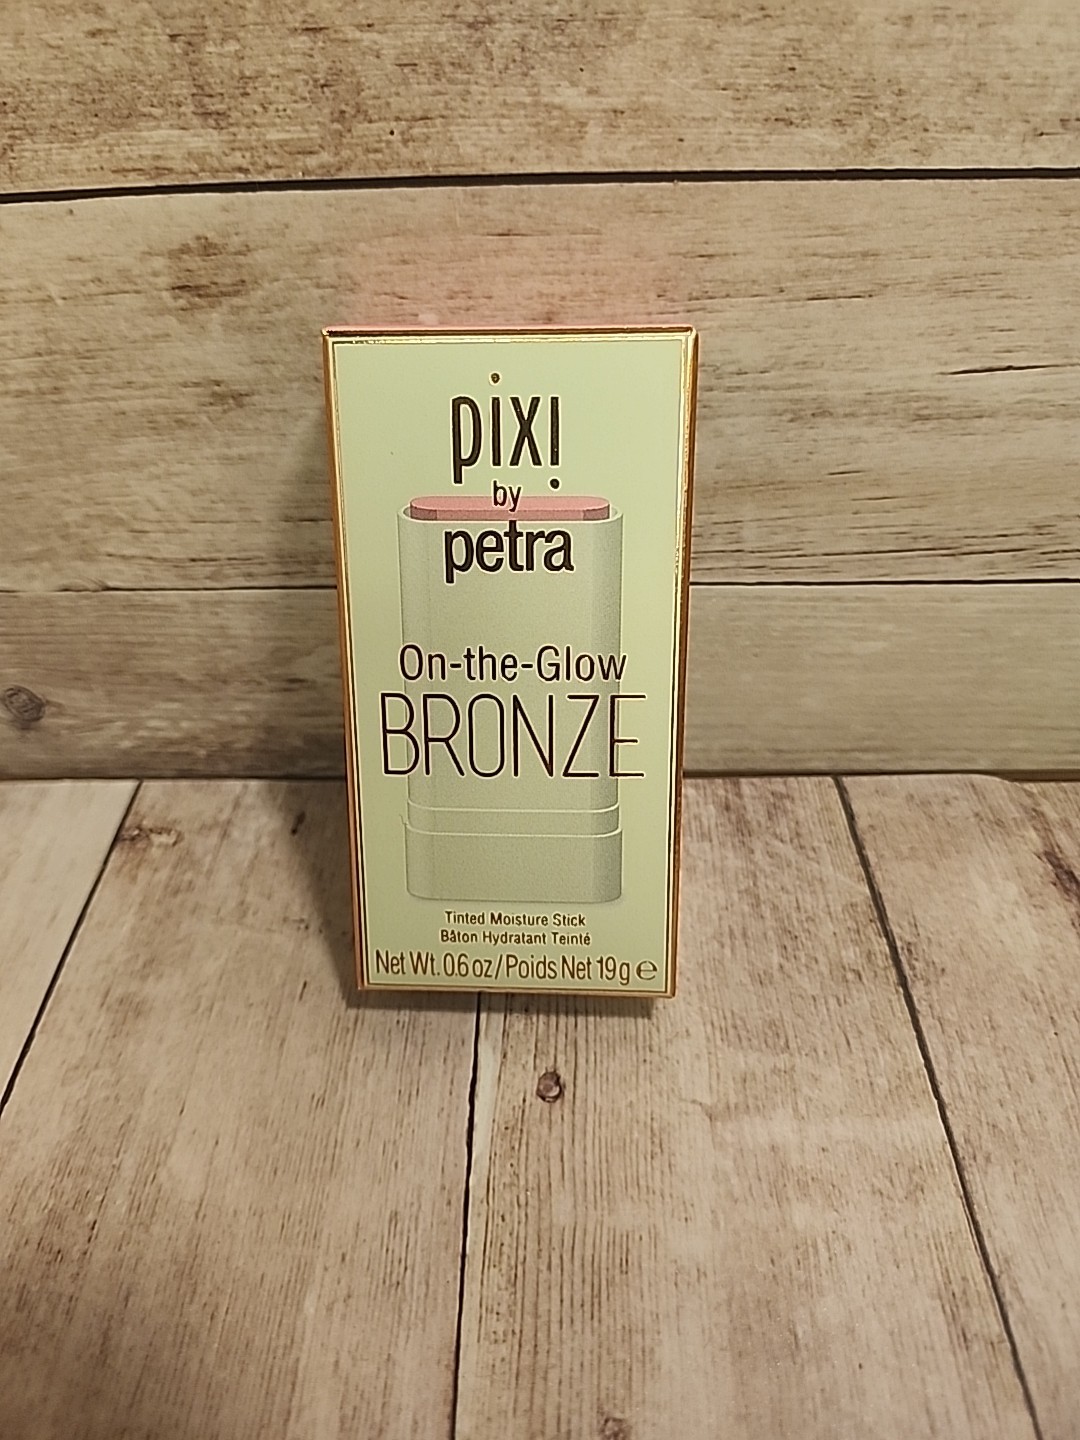 pixi
by
petra
On-the-Glow
BRONZE
Tinted Moisture Stick
Bâton Hydratant Teinté
Net Wt. 0.6 oz/Poids Net 19g ℮